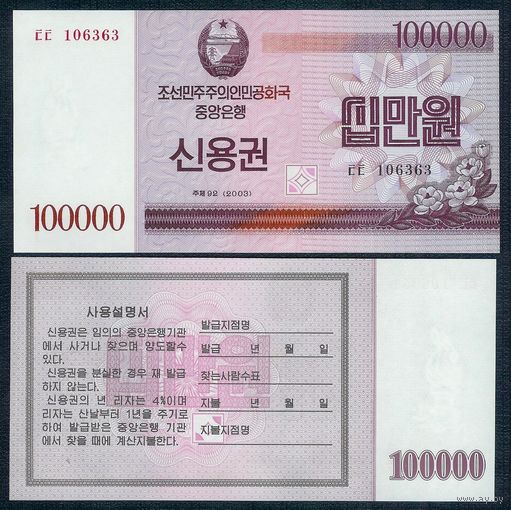 ㄸㄸ 106363
100000
조선민주주의인민공화국
중앙은행
신용권
십만원
ㄸㄸ 106363
주체92 (2003)
100000
사용설명서
신용권은 임의의 중앙은행기관
에서 사거나 찾으며 양도할수
있다.
신용권을 분실한 경우 재 발급
하지 않는다.
신용권의 년 리자는 4%이며
리자는 산날부터 1년을 주기로
하여 발급받은 중앙은행 기관
에서 찾을 때에 계산지불한다.
발급지점명
발급 년 월 일
찾는사람수표
지불 년 월 일
지불지점명
100000
www.ay.by